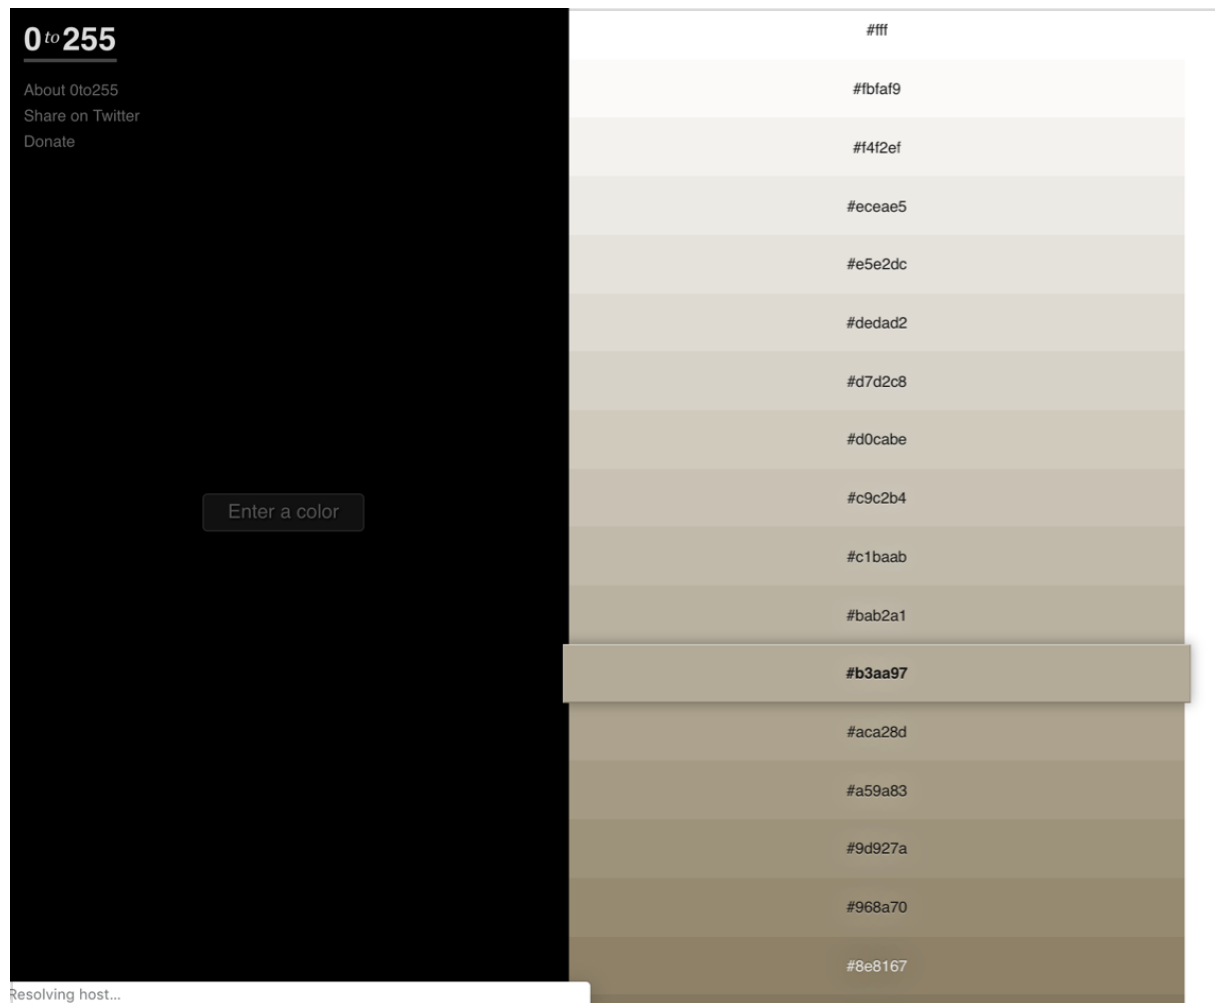 0 to 255
About 0to255
Share on Twitter
Donate
Enter a color
Resolving host...
#fff
#fbfaf9
#f4f2ef
#eceae5
#e5e2dc
#dedad2
#d7d2c8
#d0cabe
#c9c2b4
#c1baab
#bab2a1
#b3aa97
#aca28d
#a59a83
#9d927a
#968a70
#8e8167